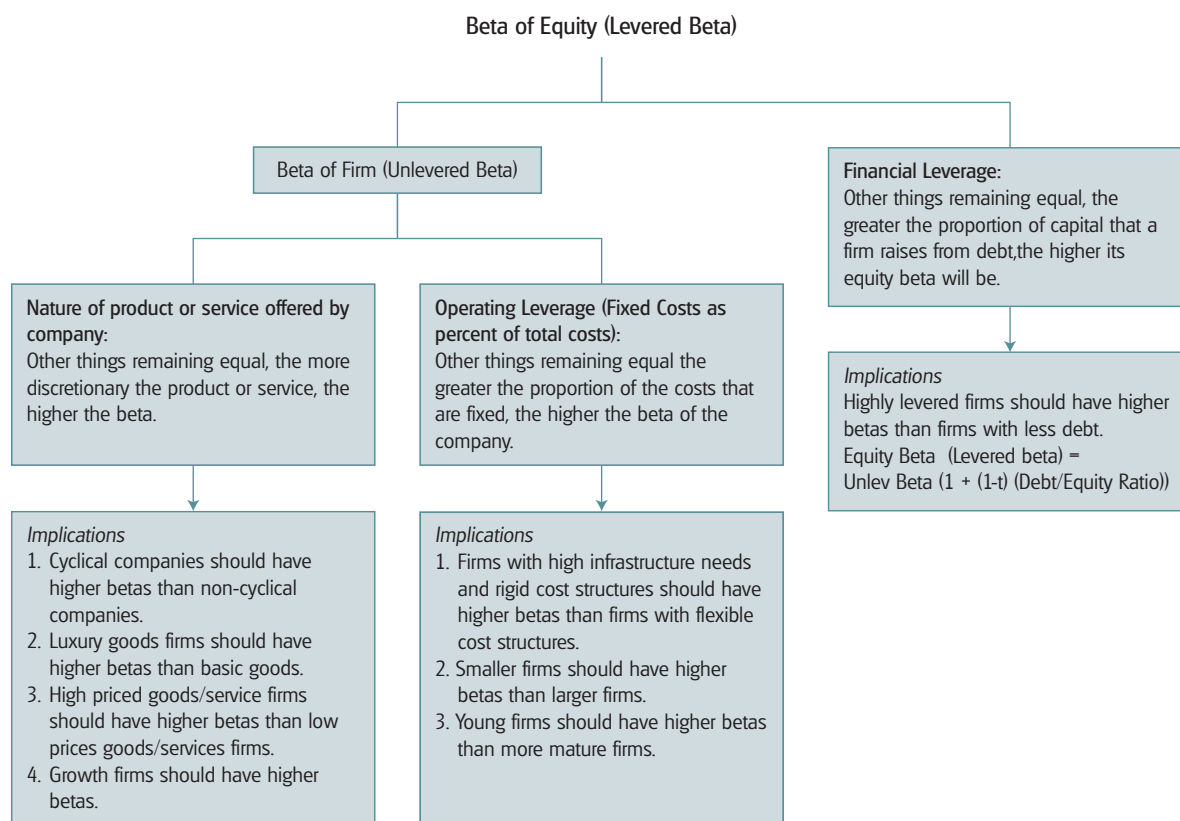 Beta of Equity (Levered Beta)
Beta of Firm (Unlevered Beta)
Financial Leverage:
Other things remaining equal, the
greater the proportion of capital that a
firm raises from debt,the higher its
equity beta will be.
Nature of product or service offered by
company:
Other things remaining equal, the more
discretionary the product or service, the
higher the beta.
Operating Leverage (Fixed Costs as
percent of total costs):
Other things remaining equal the
greater the proportion of the costs that
are fixed, the higher the beta of the
company.
Implications
Highly levered firms should have higher
betas than firms with less debt.
Equity Beta (Levered beta) =
Unlev Beta (1 + (1-t) (Debt/Equity Ratio))
Implications
1. Cyclical companies should have
higher betas than non-cyclical
companies.
2. Luxury goods firms should have
higher betas than basic goods.
3. High priced goods/service firms
should have higher betas than low
prices goods/services firms.
4. Growth firms should have higher
betas.
Implications
1. Firms with high infrastructure needs
and rigid cost structures should have
higher betas than firms with flexible
cost structures.
2. Smaller firms should have higher
betas than larger firms.
3. Young firms should have higher betas
than more mature firms.